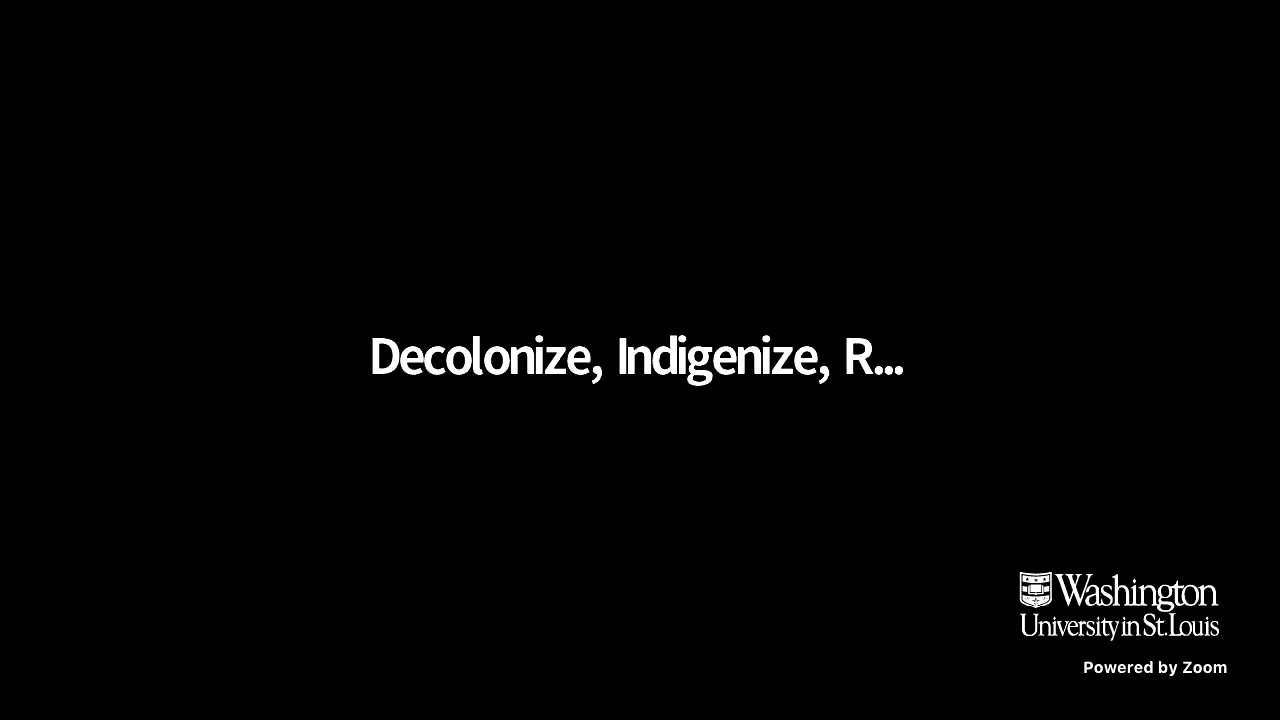 Decolonize, Indigenize, R...
Washington
University in St. Louis
Powered by Zoom